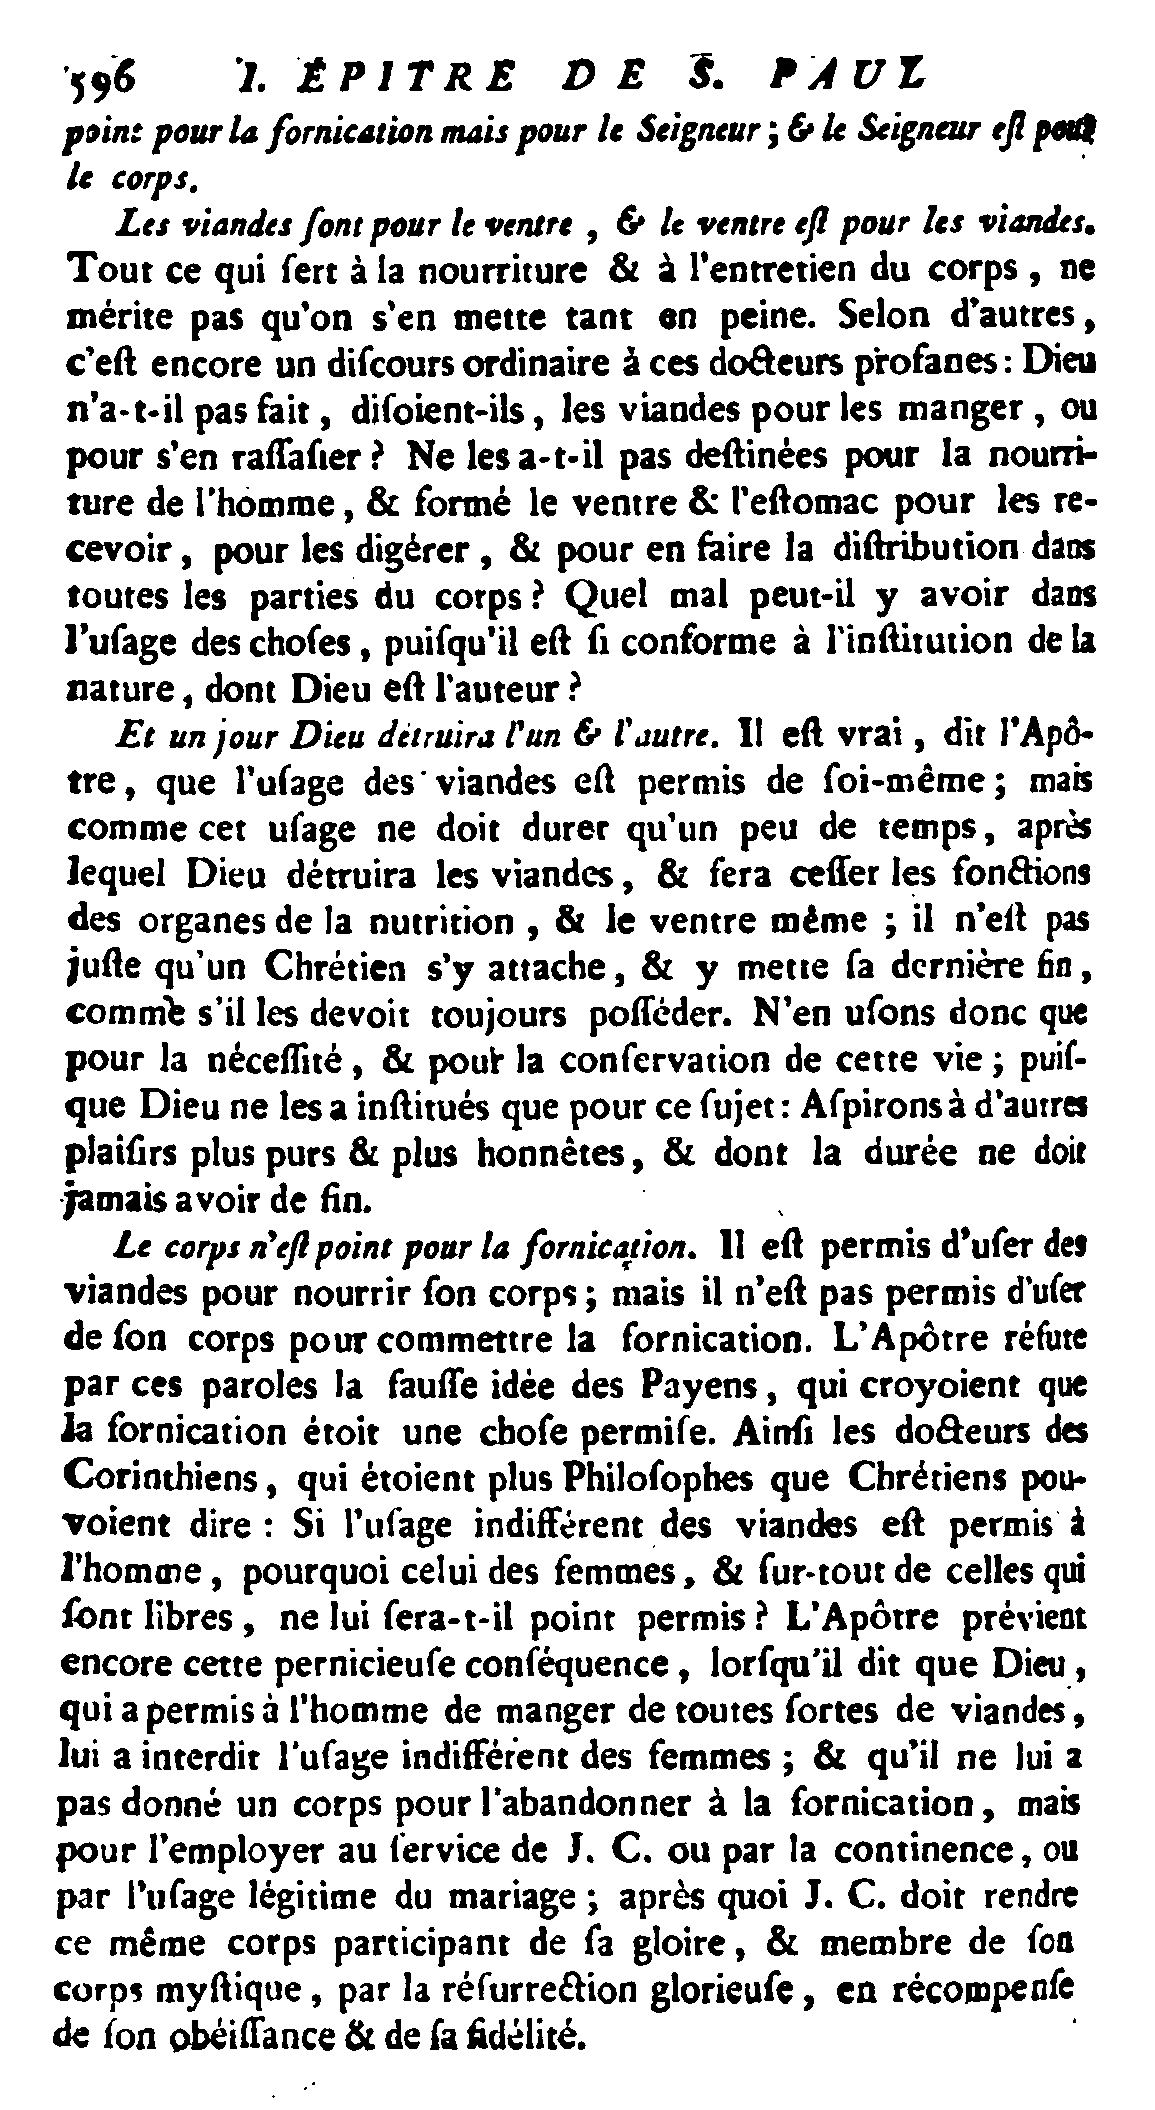 596 I. ÉPITRE DE S. PAUL
point pour la fornication mais pour le Seigneur ; & le Seigneur eſt pour
le corps.
Les viandes ſont pour le ventre , & le ventre eſt pour les viandes.
Tout ce qui ſert à la nourriture & à l'entretien du corps , ne
mérite pas qu'on s'en mette tant en peine. Selon d'autres ,
c'eſt encore un diſcours ordinaire à ces docteurs profanes : Dieu
n'a-t-il pas fait , diſoient-ils , les viandes pour les manger , ou
pour s'en raſſaſier ? Ne les a-t-il pas deſtinées pour la nourri-
ture de l'homme , & formé le ventre & l'eſtomac pour les re-
cevoir , pour les digérer , & pour en faire la diſtribution dans
toutes les parties du corps ? Quel mal peut-il y avoir dans
l'uſage des choſes , puiſqu'il eſt ſi conforme à l'inſtitution de la
nature , dont Dieu eſt l'auteur ?
Et un jour Dieu détruira l'un & l'autre. Il eſt vrai , dit l'Apô-
tre , que l'uſage des viandes eſt permis de ſoi-même ; mais
comme cet uſage ne doit durer qu'un peu de temps , après
lequel Dieu détruira les viandes , & fera ceſſer les fonctions
des organes de la nutrition , & le ventre même ; il n'eſt pas
juſte qu'un Chrétien s'y attache , & y mette ſa dernière fin ,
comme s'il les devoit toujours poſſéder. N'en uſons donc que
pour la néceſſité , & pour la conſervation de cette vie ; puiſ-
que Dieu ne les a inſtitués que pour ce ſujet : Aſpirons à d'autres
plaiſirs plus purs & plus honnêtes , & dont la durée ne doit
jamais avoir de fin.
Le corps n'eſt point pour la fornication. Il eſt permis d'uſer des
viandes pour nourrir ſon corps ; mais il n'eſt pas permis d'uſer
de ſon corps pour commettre la fornication. L'Apôtre réfute
par ces paroles la fauſſe idée des Payens , qui croyoient que
la fornication étoit une choſe permiſe. Ainſi les docteurs des
Corinthiens , qui étoient plus Philoſophes que Chrétiens pou-
voient dire : Si l'uſage indifférent des viandes eſt permis à
l'homme , pourquoi celui des femmes , & ſur-tout de celles qui
ſont libres , ne lui ſera-t-il point permis ? L'Apôtre prévient
encore cette pernicieuſe conſéquence , lorſqu'il dit que Dieu ,
qui a permis à l'homme de manger de toutes ſortes de viandes ,
lui a interdit l'uſage indifférent des femmes ; & qu'il ne lui a
pas donné un corps pour l'abandonner à la fornication , mais
pour l'employer au ſervice de J. C. ou par la continence , ou
par l'uſage légitime du mariage ; après quoi J. C. doit rendre
ce même corps participant de ſa gloire , & membre de ſon
corps myſtique , par la réſurrection glorieuſe , en récompenſe
de ſon obéiſſance & de ſa fidélité.